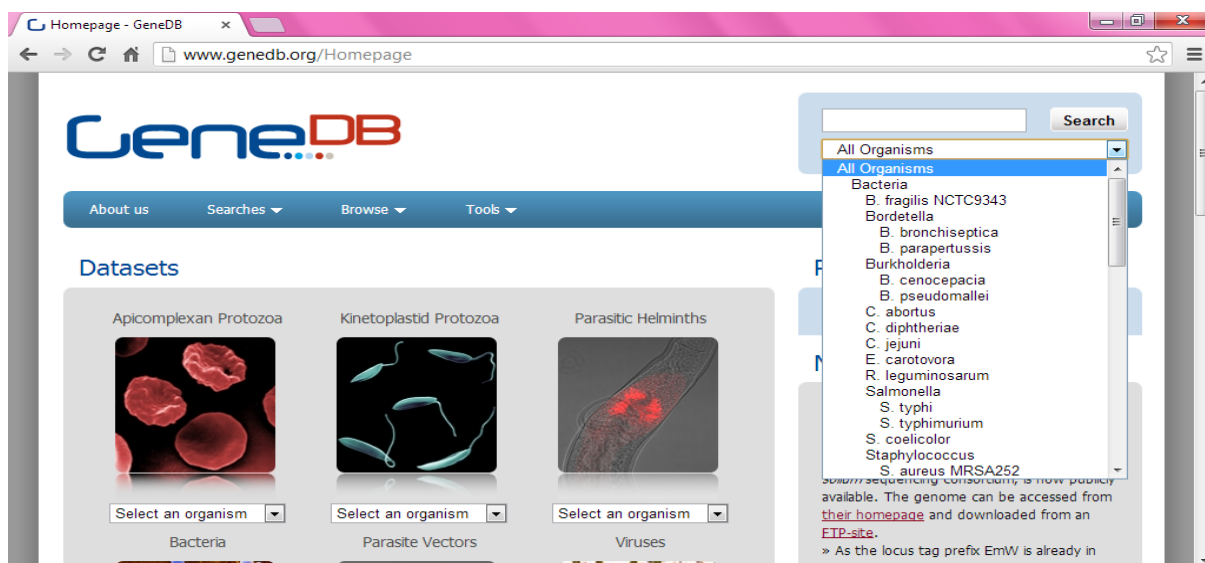 Homepage - GeneDB
www.genedb.org/Homepage
GeneDB
Search
All Organisms
All Organisms
Bacteria
B. fragilis NCTC9343
Bordetella
B. bronchiseptica
B. parapertussis
Burkholderia
B. cenocepacia
B. pseudomallei
C. abortus
C. diphtheriae
C. jejuni
E. carotovora
R. leguminosarum
Salmonella
S. typhi
S. typhimurium
S. coelicolor
Staphylococcus
S. aureus MRSA252
About us Searches Browse Tools
Datasets
Apicomplexan Protozoa Kinetoplastid Protozoa Parasitic Helminths
Select an organism Select an organism Select an organism
Bacteria Parasite Vectors Viruses
sequencing consortium, is now publicly
available. The genome can be accessed from
their homepage and downloaded from an
FTP-site.
» As the locus tag prefix EmW is already in